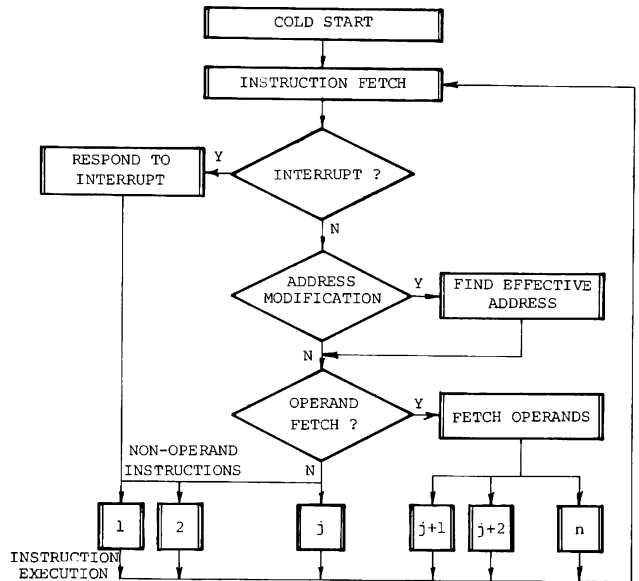 COLD START
INSTRUCTION FETCH
RESPOND TO
INTERRUPT
Y
INTERRUPT ?
N
ADDRESS
MODIFICATION
Y
FIND EFFECTIVE
ADDRESS
N
OPERAND
FETCH ?
Y
FETCH OPERANDS
NON-OPERAND
INSTRUCTIONS
N
1
2
j
j+1
j+2
n
INSTRUCTION
EXECUTION